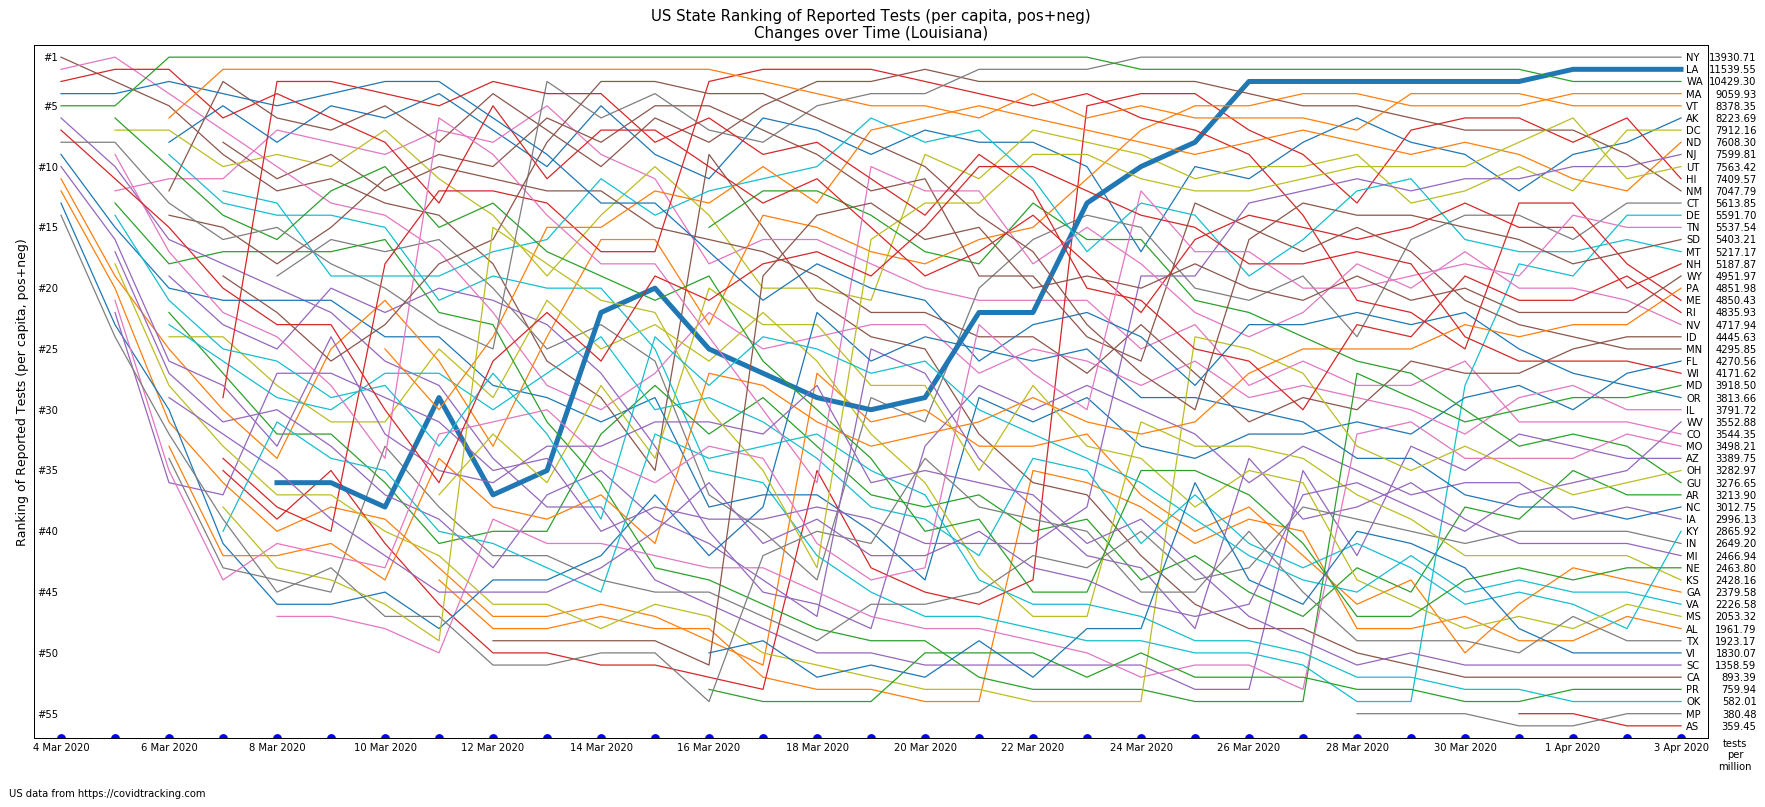 US State Ranking of Reported Tests (per capita, pos+neg)
Changes over Time (Louisiana)
Ranking of Reported Tests (per capita, pos+neg)
#1
#5
#10
#15
#20
#25
#30
#35
#40
#45
#50
#55
NY 13930.71
LA 11539.55
WA 10429.30
MA 9059.93
VT 8378.35
AK 8223.69
DC 7912.16
ND 7608.30
NJ 7599.81
UT 7563.42
HI 7409.57
NM 7047.79
CT 5613.85
DE 5591.70
TN 5537.54
SD 5403.21
MT 5217.17
NH 5187.87
WY 4951.97
PA 4851.98
ME 4850.43
RI 4835.93
NV 4717.94
ID 4445.63
MN 4295.85
FL 4270.56
WI 4171.62
MD 3918.50
OR 3813.66
IL 3791.72
WV 3552.88
CO 3544.35
MO 3498.21
AZ 3389.75
OH 3282.97
GU 3276.65
AR 3213.90
NC 3012.75
IA 2996.13
KY 2865.92
IN 2649.20
MI 2466.94
NE 2463.80
KS 2428.16
GA 2379.58
VA 2226.58
MS 2053.32
AL 1961.79
TX 1923.17
VI 1830.07
SC 1358.59
CA 893.39
PR 759.94
OK 582.01
MP 380.48
AS 359.45
4 Mar 2020 6 Mar 2020 8 Mar 2020 10 Mar 2020 12 Mar 2020 14 Mar 2020 16 Mar 2020 18 Mar 2020 20 Mar 2020 22 Mar 2020 24 Mar 2020 26 Mar 2020 28 Mar 2020 30 Mar 2020 1 Apr 2020 3 Apr 2020
tests
per
million
US data from https://covidtracking.com